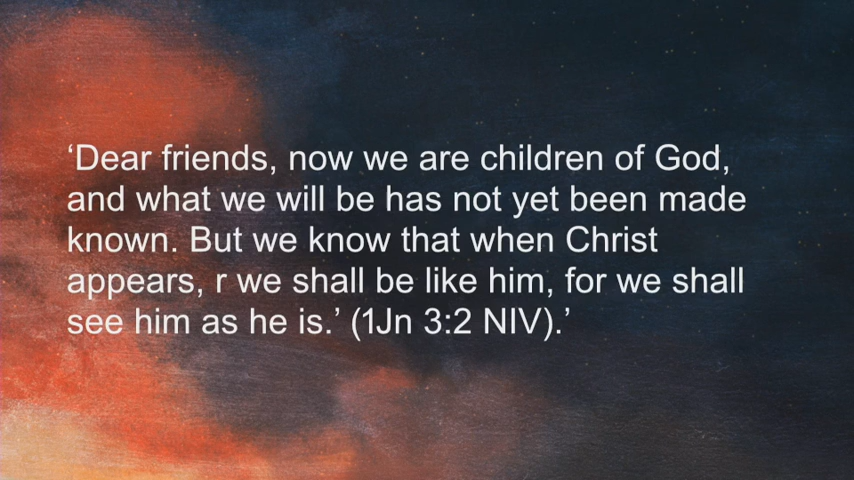 ‘Dear friends, now we are children of God,
and what we will be has not yet been made
known. But we know that when Christ
appears, r we shall be like him, for we shall
see him as he is.’ (1Jn 3:2 NIV).’